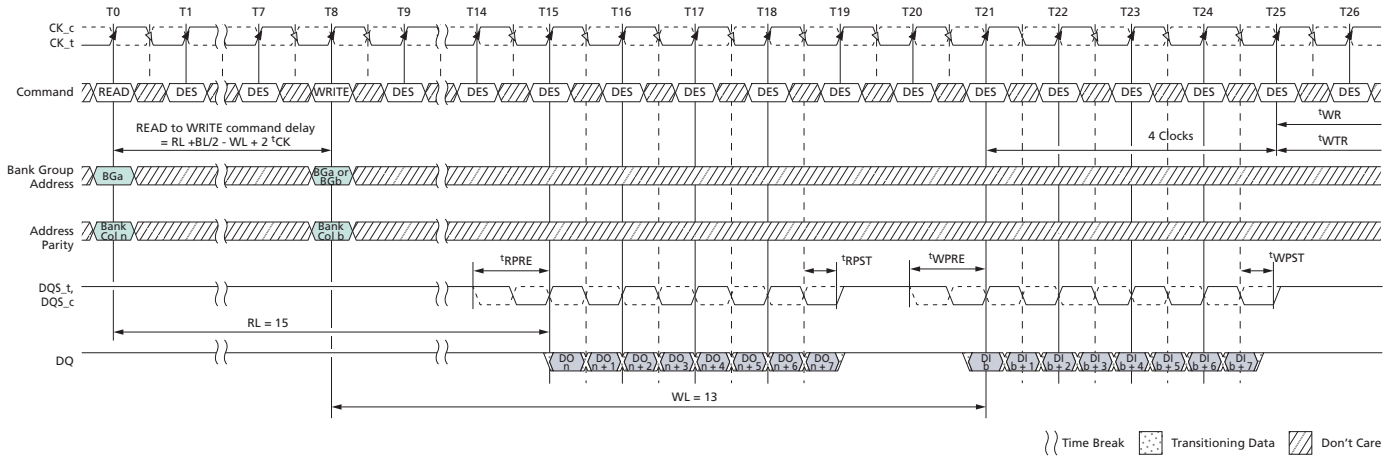 T0 T1 T7 T8 T9 T14 T15 T16 T17 T18 T19 T20 T21 T22 T23 T24 T25 T26
CK_c
CK_t
Command READ DES DES WRITE DES DES DES DES DES DES DES DES DES DES DES DES DES DES
READ to WRITE command delay
= RL +BL/2 - WL + 2 tCK
4 Clocks
tWR
tWTR
Bank Group
Address
BGa
BGa or
BGb
Address
Parity
Bank
Col n
Bank
Col b
tRPRE tRPST tWPRE tWPST
DQS_t,
DQS_c
RL = 15
DQ
DO DO DO DO DO DO DO DO DI DI DI DI DI DI DI DI
n n + 1 n + 2 n + 3 n + 4 n + 5 n + 6 n + 7 b b + 1 b + 2 b + 3 b + 4 b + 5 b + 6 b + 7
WL = 13
Time Break Transitioning Data Don't Care